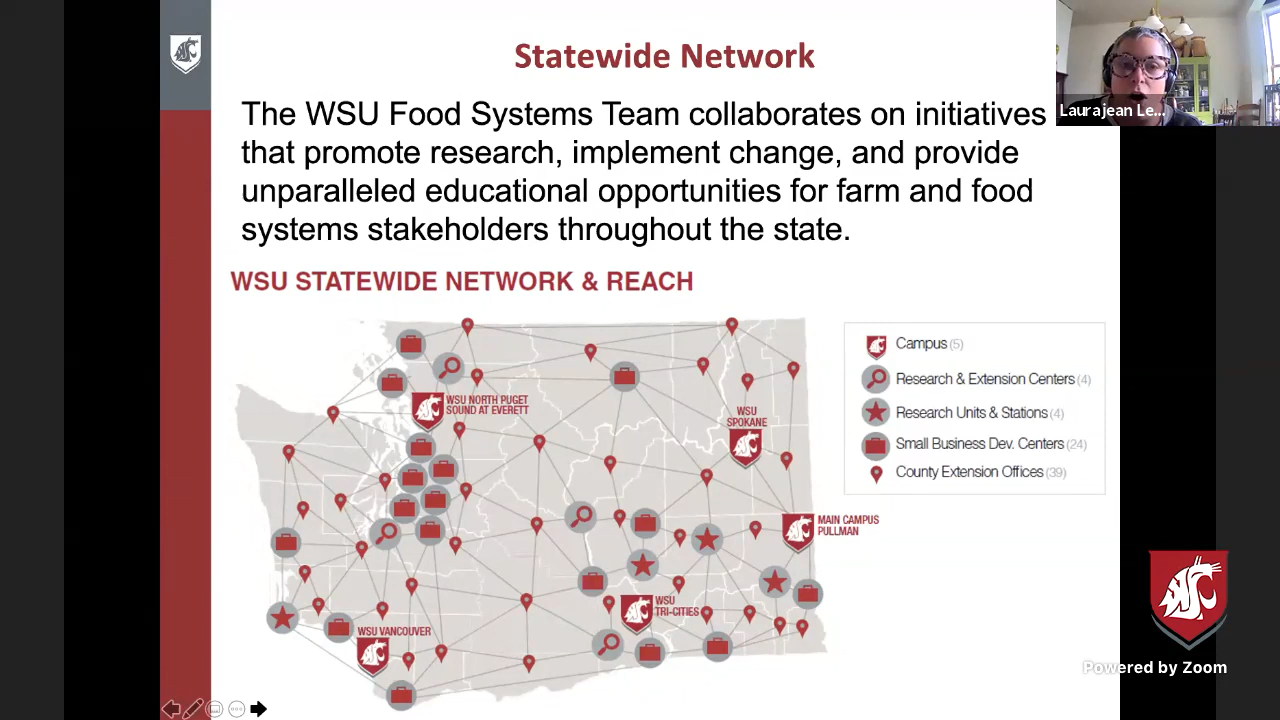 Statewide Network
The WSU Food Systems Team collaborates on initiatives
that promote research, implement change, and provide
unparalleled educational opportunities for farm and food
systems stakeholders throughout the state.
Laurajean Le...
WSU STATEWIDE NETWORK & REACH
Campus (5)
Research & Extension Centers (4)
Research Units & Stations (4)
Small Business Dev. Centers (24)
County Extension Offices (39)
WSU NORTH PUGET
SOUND AT EVERETT
WSU
SPOKANE
MAIN CAMPUS
PULLMAN
WSU
TRI-CITIES
WSU VANCOUVER
Powered by Zoom